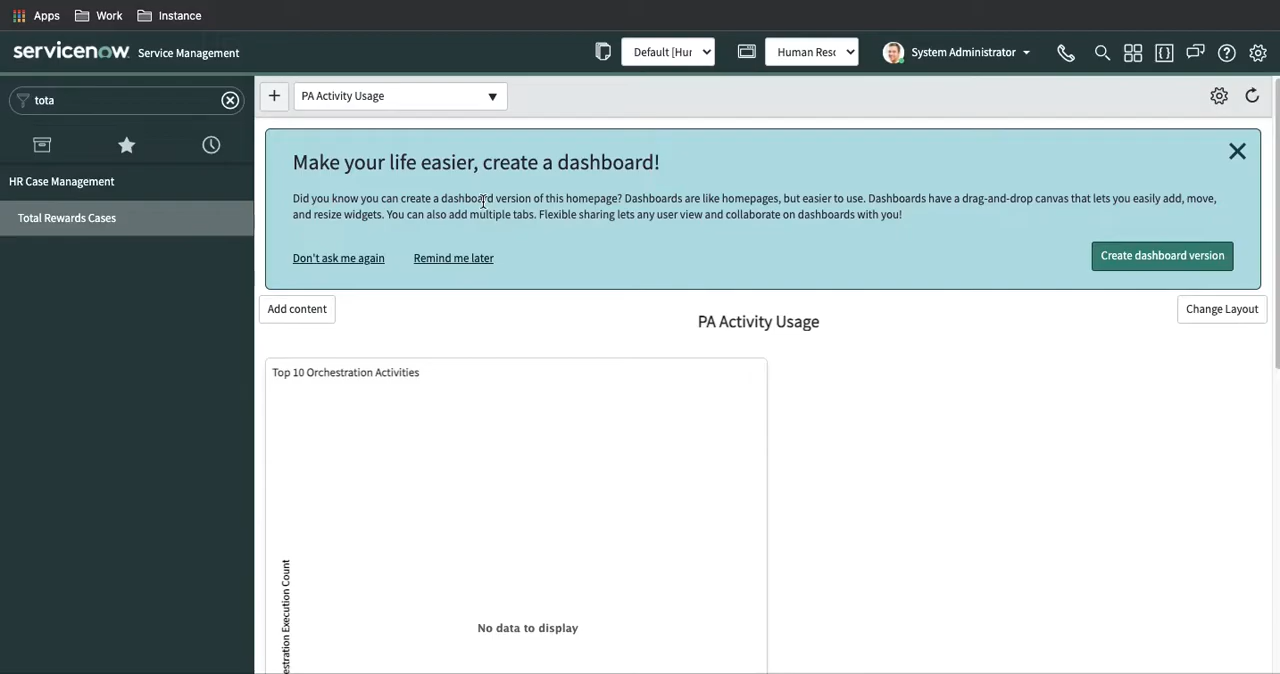 Apps
Work
Instance
servicenow Service Management
Default [Hur
Human Resc
System Administrator
tota
PA Activity Usage
HR Case Management
Total Rewards Cases
Make your life easier, create a dashboard!
Did you know you can create a dashboard version of this homepage? Dashboards are like homepages, but easier to use. Dashboards have a drag-and-drop canvas that lets you easily add, move,
and resize widgets. You can also add multiple tabs. Flexible sharing lets any user view and collaborate on dashboards with you!
Don't ask me again
Remind me later
Create dashboard version
Add content
PA Activity Usage
Change Layout
Top 10 Orchestration Activities
estration Execution Count
No data to display